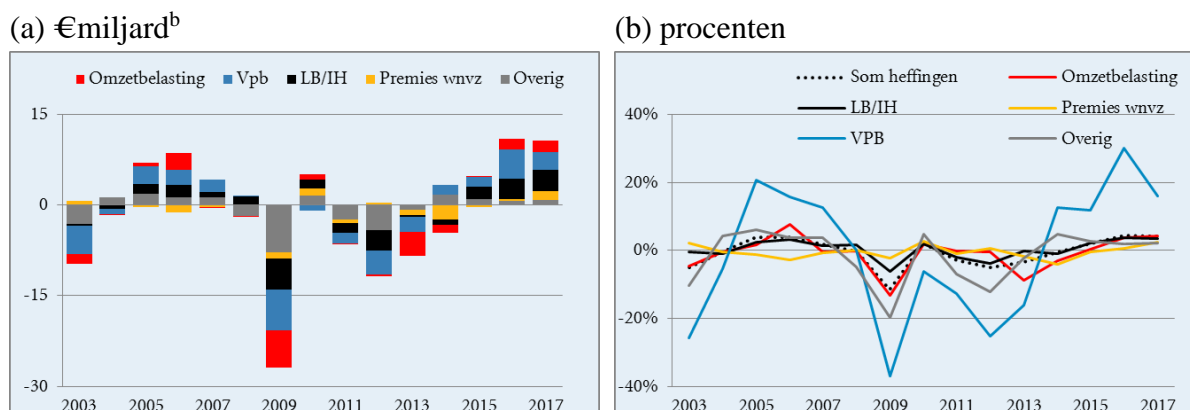 (a) €miljardᵇ
Omzetbelasting Vpb LB/IH Premies wnvz Overig
15
0
-15
-30
2003 2005 2007 2009 2011 2013 2015 2017
(b) procenten
Som heffingen Omzetbelasting
LB/IH Premies wnvz
VPB Overig
40%
20%
0%
-20%
-40%
2003 2005 2007 2009 2011 2013 2015 2017